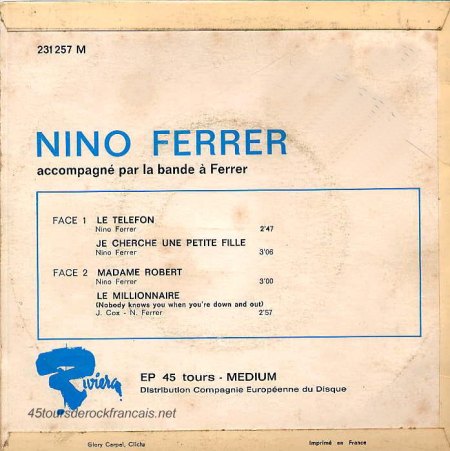 231257 M
NINO FERRER
accompagné par la bande à Ferrer
FACE 1 LE TELEFON
Nino Ferrer 2'47
JE CHERCHE UNE PETITE FILLE
Nino Ferrer 3'06
FACE 2 MADAME ROBERT
Nino Ferrer 3'00
LE MILLIONNAIRE
(Nobody knows you when you're down and out)
J. Cox - N. Ferrer 2'57
Riviera
EP 45 tours - MEDIUM
Distribution Compagnie Européenne du Disque
45toursderockfrancais.net
Glory Carpel, Clichy
Imprimé en France